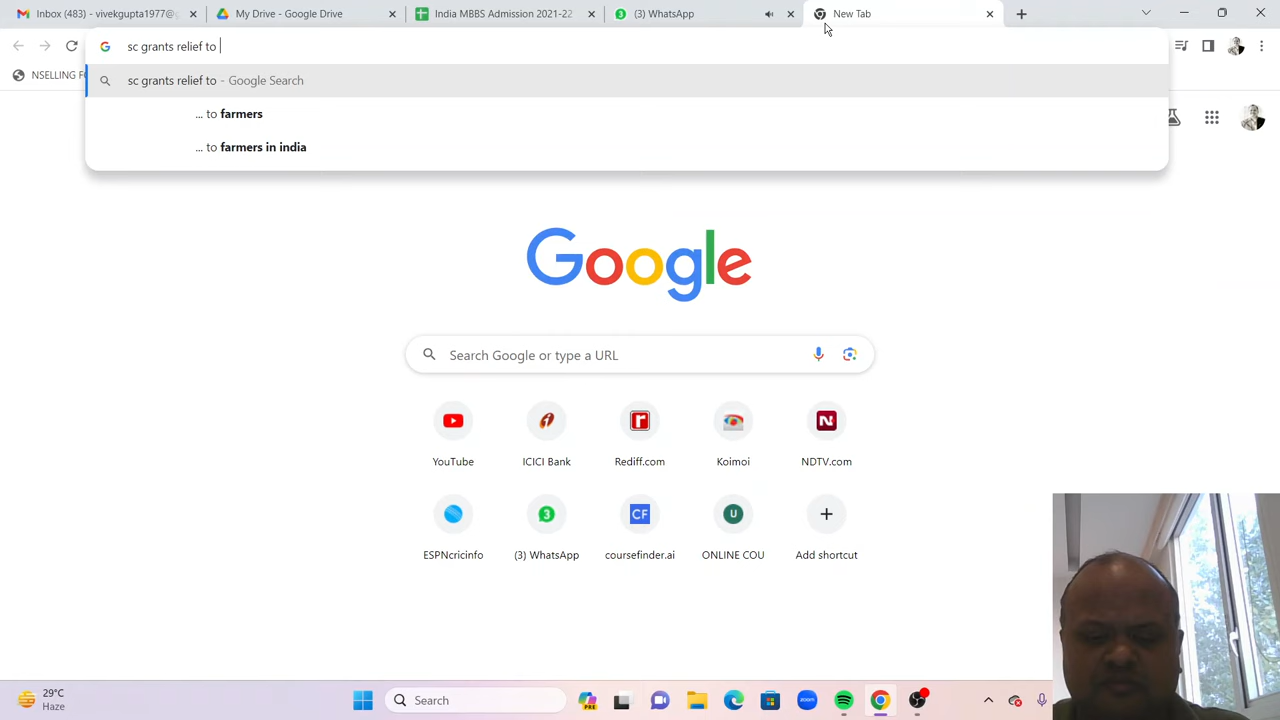 Inbox (483) - vivekgupta1977@g
My Drive - Google Drive
India MBBS Admission 2021-22
(3) WhatsApp
New Tab
sc grants relief to
NSELLING F
sc grants relief to - Google Search
... to farmers
... to farmers in india
Google
Search Google or type a URL
YouTube
ICICI Bank
Rediff.com
Koimoi
NDTV.com
ESPNcricinfo
(3) WhatsApp
coursefinder.ai
ONLINE COU
Add shortcut
29°C
Haze
Search